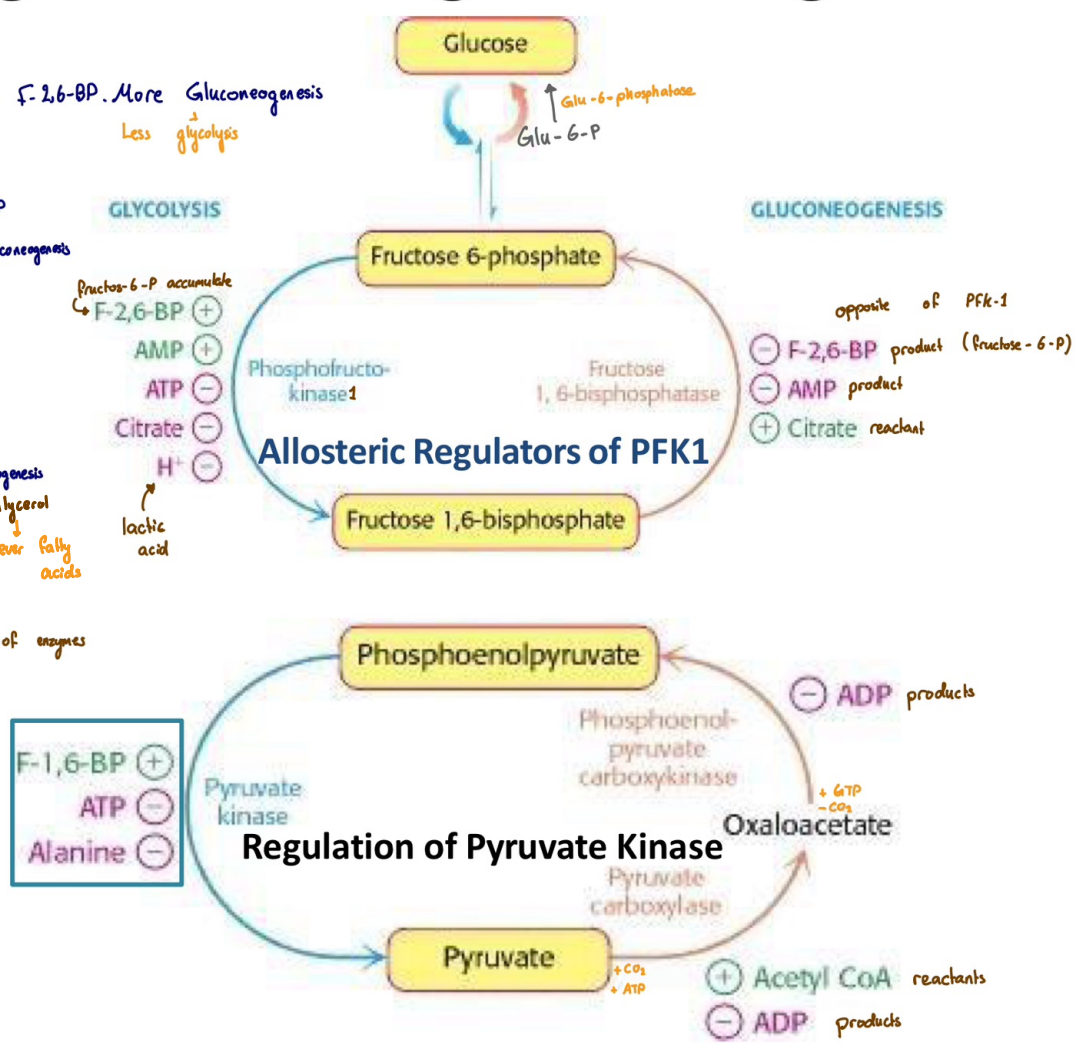 Glucose
F-2,6-BP. More Gluconeogenesis
Less glycolysis
Glu-6-phosphatase
Glu-6-P
GLYCOLYSIS
GLUCONEOGENESIS
Fructose 6-phosphate
fructos-6-P accumulate
F-2,6-BP +
AMP +
ATP −
Citrate −
H+ −
lactic
acid
Phosphofructo-
kinase1
Fructose
1, 6-bisphosphatase
opposite of PFK-1
− F-2,6-BP product (fructose-6-P)
− AMP product
+ Citrate reactant
Allosteric Regulators of PFK1
Fructose 1,6-bisphosphate
fatty
acids
of enzymes
Phosphoenolpyruvate
− ADP products
Phosphoenol-
pyruvate
carboxykinase
F-1,6-BP +
ATP −
Alanine −
Pyruvate
kinase
+ GTP
- CO2
Oxaloacetate
Regulation of Pyruvate Kinase
Pyruvate
carboxylase
Pyruvate
+ CO2
+ ATP
+ Acetyl CoA reactants
− ADP products